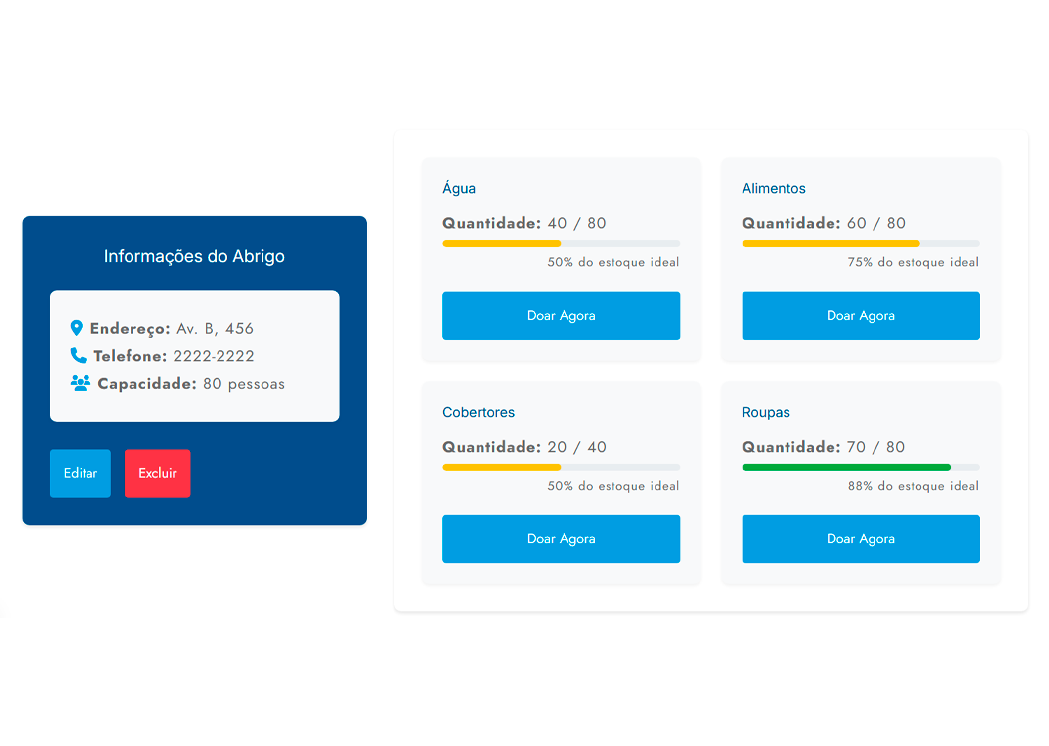 Informações do Abrigo
Endereço: Av. B, 456
Telefone: 2222-2222
Capacidade: 80 pessoas
Editar
Excluir
Água
Quantidade: 40 / 80
50% do estoque ideal
Doar Agora
Alimentos
Quantidade: 60 / 80
75% do estoque ideal
Doar Agora
Cobertores
Quantidade: 20 / 40
50% do estoque ideal
Doar Agora
Roupas
Quantidade: 70 / 80
88% do estoque ideal
Doar Agora